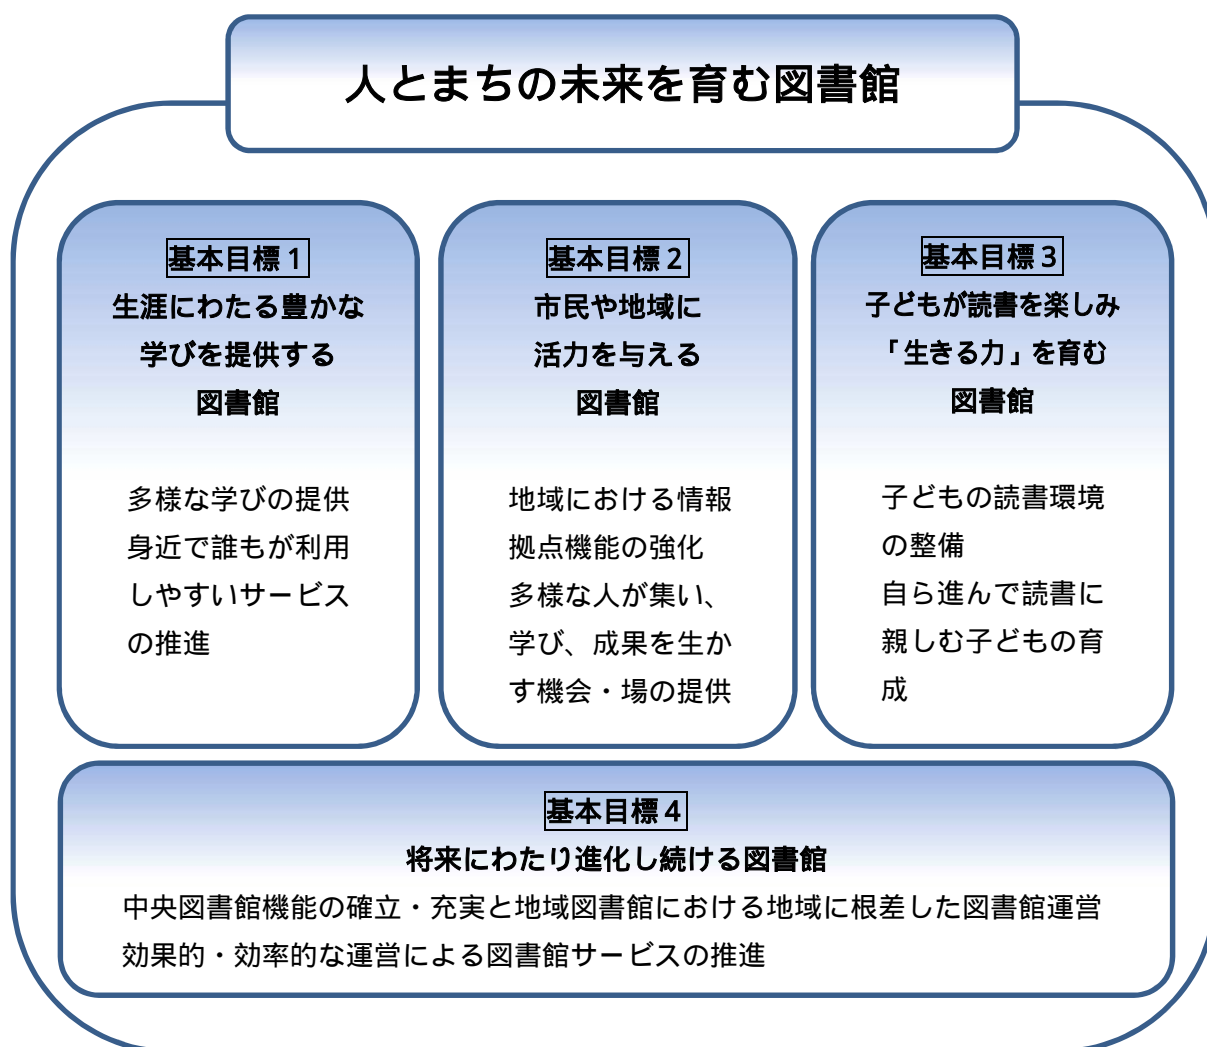 人とまちの未来を育む図書館
基本目標1
生涯にわたる豊かな
学びを提供する
図書館
多様な学びの提供
身近で誰もが利用
しやすいサービス
の推進
基本目標2
市民や地域に
活力を与える
図書館
地域における情報
拠点機能の強化
多様な人が集い、
学び、成果を生か
す機会・場の提供
基本目標3
子どもが読書を楽しみ
「生きる力」を育む
図書館
子どもの読書環境
の整備
自ら進んで読書に
親しむ子どもの育
成
基本目標4
将来にわたり進化し続ける図書館
中央図書館機能の確立・充実と地域図書館における地域に根差した図書館運営
効果的・効率的な運営による図書館サービスの推進